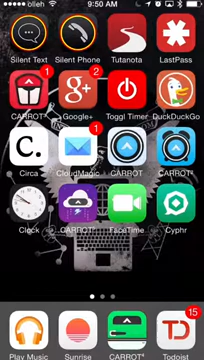 olleh 9:50 AM
Silent Text Silent Phone Tutanota LastPass
1 2
CARROT Google+ Toggl Timer DuckDuckGo
C. 1
Circa CloudMagic CARROT CARROT
Clock CARROT FaceTime Cyphr
15
Play Music Sunrise CARROT Todoist